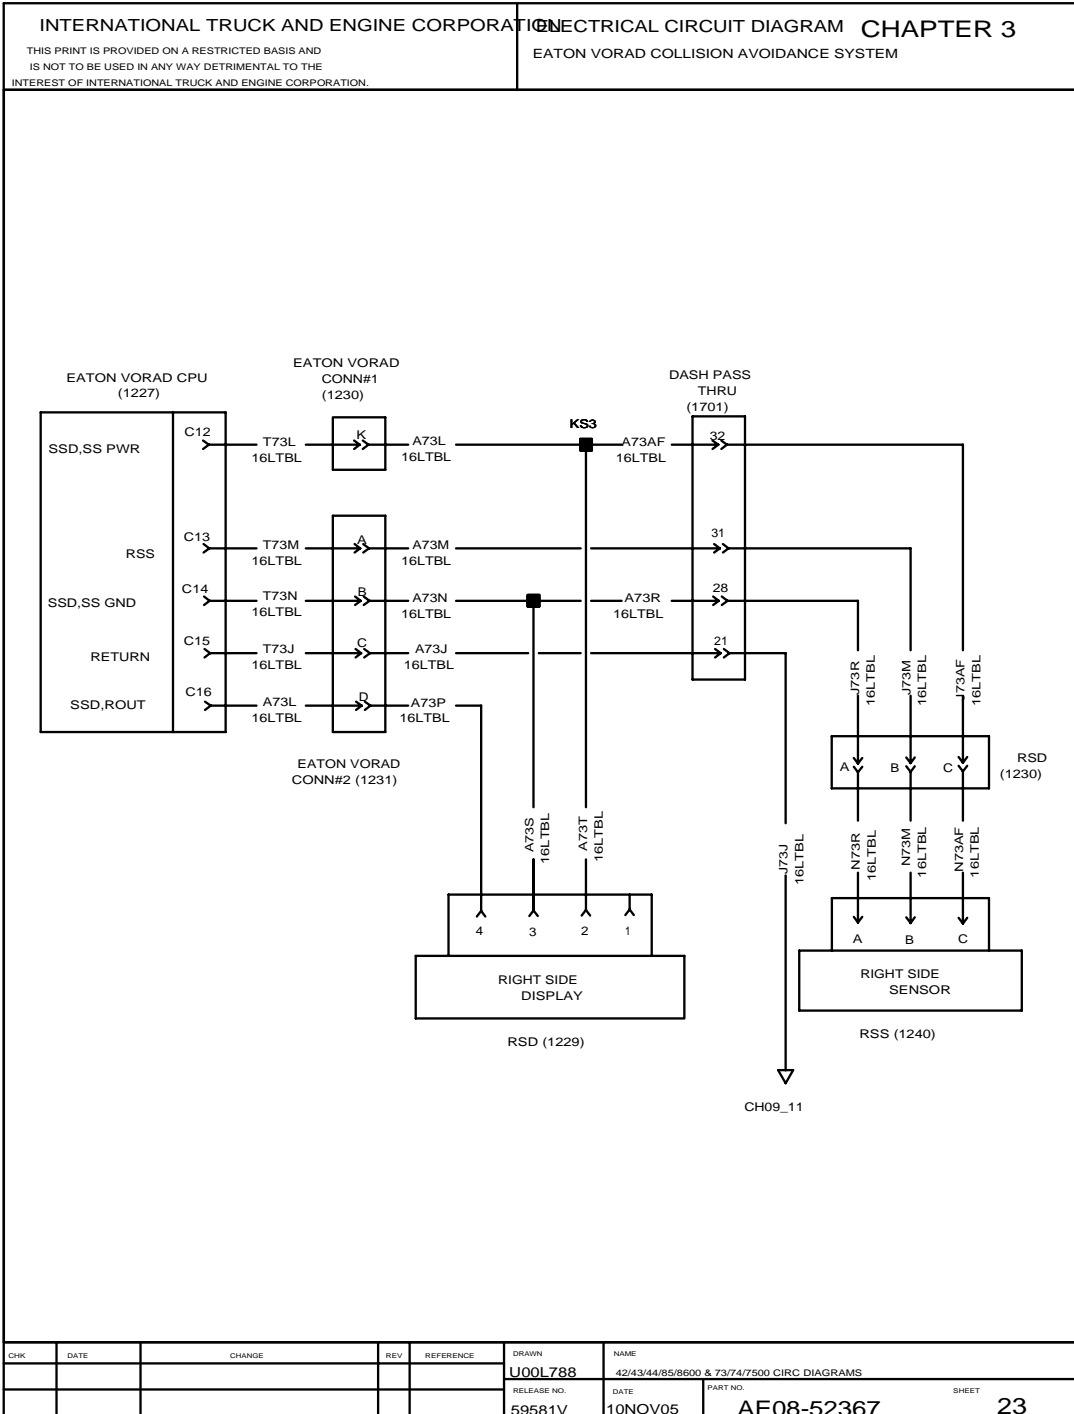 INTERNATIONAL TRUCK AND ENGINE CORPORATION
THIS PRINT IS PROVIDED ON A RESTRICTED BASIS AND
IS NOT TO BE USED IN ANY WAY DETRIMENTAL TO THE
INTEREST OF INTERNATIONAL TRUCK AND ENGINE CORPORATION.
ELECTRICAL CIRCUIT DIAGRAM CHAPTER 3
EATON VORAD COLLISION AVOIDANCE SYSTEM
EATON VORAD CPU
(1227)
EATON VORAD
CONN#1
(1230)
DASH PASS
THRU
(1701)
KS3
SSD,SS PWR
C12
T73L
16LTBL
K
A73L
16LTBL
A73AF
16LTBL
32
RSS
C13
T73M
16LTBL
A
A73M
16LTBL
31
SSD,SS GND
C14
T73N
16LTBL
B
A73N
16LTBL
A73R
16LTBL
28
RETURN
C15
T73J
16LTBL
C
A73J
16LTBL
21
SSD,ROUT
C16
A73L
16LTBL
D
A73P
16LTBL
EATON VORAD
CONN#2 (1231)
J73R
16LTBL
J73M
16LTBL
J73AF
16LTBL
A
B
C
RSD
(1230)
A73S
16LTBL
A73T
16LTBL
J73J
16LTBL
N73R
16LTBL
N73M
16LTBL
N73AF
16LTBL
4
3
2
1
RIGHT SIDE
DISPLAY
RSD (1229)
A
B
C
RIGHT SIDE
SENSOR
RSS (1240)
CH09_11
CHK
DATE
CHANGE
REV
REFERENCE
DRAWN
U00L788
NAME
42/43/44/85/8600 & 73/74/7500 CIRC DIAGRAMS
RELEASE NO.
59581V
DATE
10NOV05
PART NO.
AE08-52367
SHEET
23